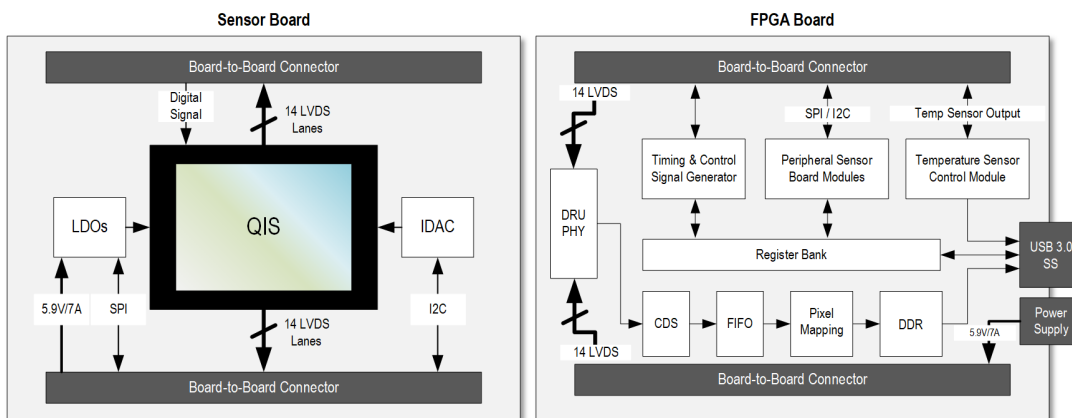 Sensor Board
Board-to-Board Connector
Digital
Signal
14 LVDS
Lanes
LDOs
QIS
IDAC
5.9V/7A
SPI
14 LVDS
Lanes
I2C
Board-to-Board Connector
FPGA Board
Board-to-Board Connector
14 LVDS
SPI / I2C
Temp Sensor Output
Timing & Control
Signal Generator
Peripheral Sensor
Board Modules
Temperature Sensor
Control Module
DRU
PHY
Register Bank
USB 3.0
SS
CDS
FIFO
Pixel
Mapping
DDR
Power
Supply
5.9V/7A
14 LVDS
Board-to-Board Connector